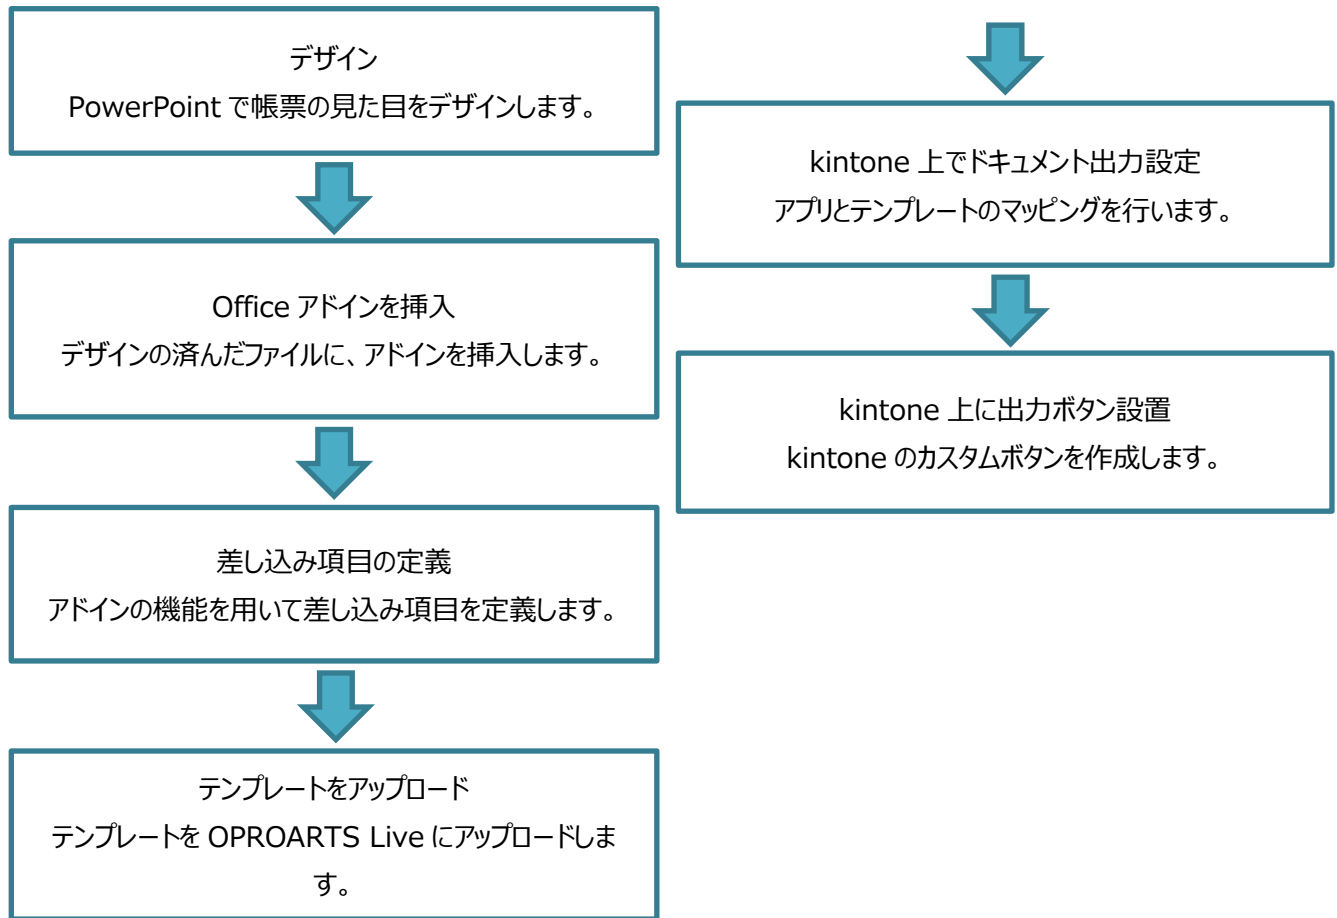 デザイン
PowerPoint で帳票の見た目をデザインします。
Office アドインを挿入
デザインの済んだファイルに、アドインを挿入します。
差し込み項目の定義
アドインの機能を用いて差し込み項目を定義します。
テンプレートをアップロード
テンプレートを OPROARTS Live にアップロードしま
す。
kintone 上でドキュメント出力設定
アプリとテンプレートのマッピングを行います。
kintone 上に出力ボタン設置
kintone のカスタムボタンを作成します。